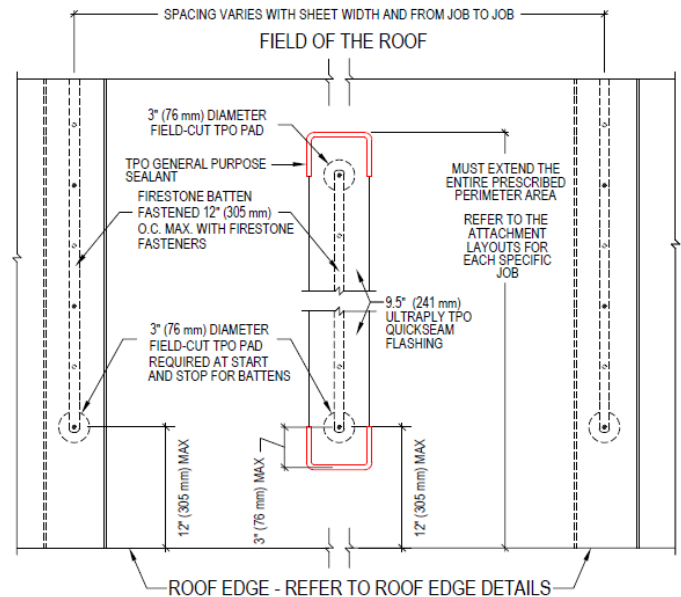 SPACING VARIES WITH SHEET WIDTH AND FROM JOB TO JOB
FIELD OF THE ROOF
3" (76 mm) DIAMETER
FIELD-CUT TPO PAD
TPO GENERAL PURPOSE
SEALANT
FIRESTONE BATTEN
FASTENED 12" (305 mm)
O.C. MAX. WITH FIRESTONE
FASTENERS
MUST EXTEND THE
ENTIRE PRESCRIBED
PERIMETER AREA
REFER TO THE
ATTACHMENT
LAYOUTS FOR
EACH SPECIFIC
JOB
9.5" (241 mm)
ULTRAPLY TPO
QUICKSEAM
FLASHING
3" (76 mm) DIAMETER
FIELD-CUT TPO PAD
REQUIRED AT START
AND STOP FOR BATTENS
12" (305 mm) MAX
3" (76 mm) MAX
12" (305 mm) MAX
ROOF EDGE - REFER TO ROOF EDGE DETAILS